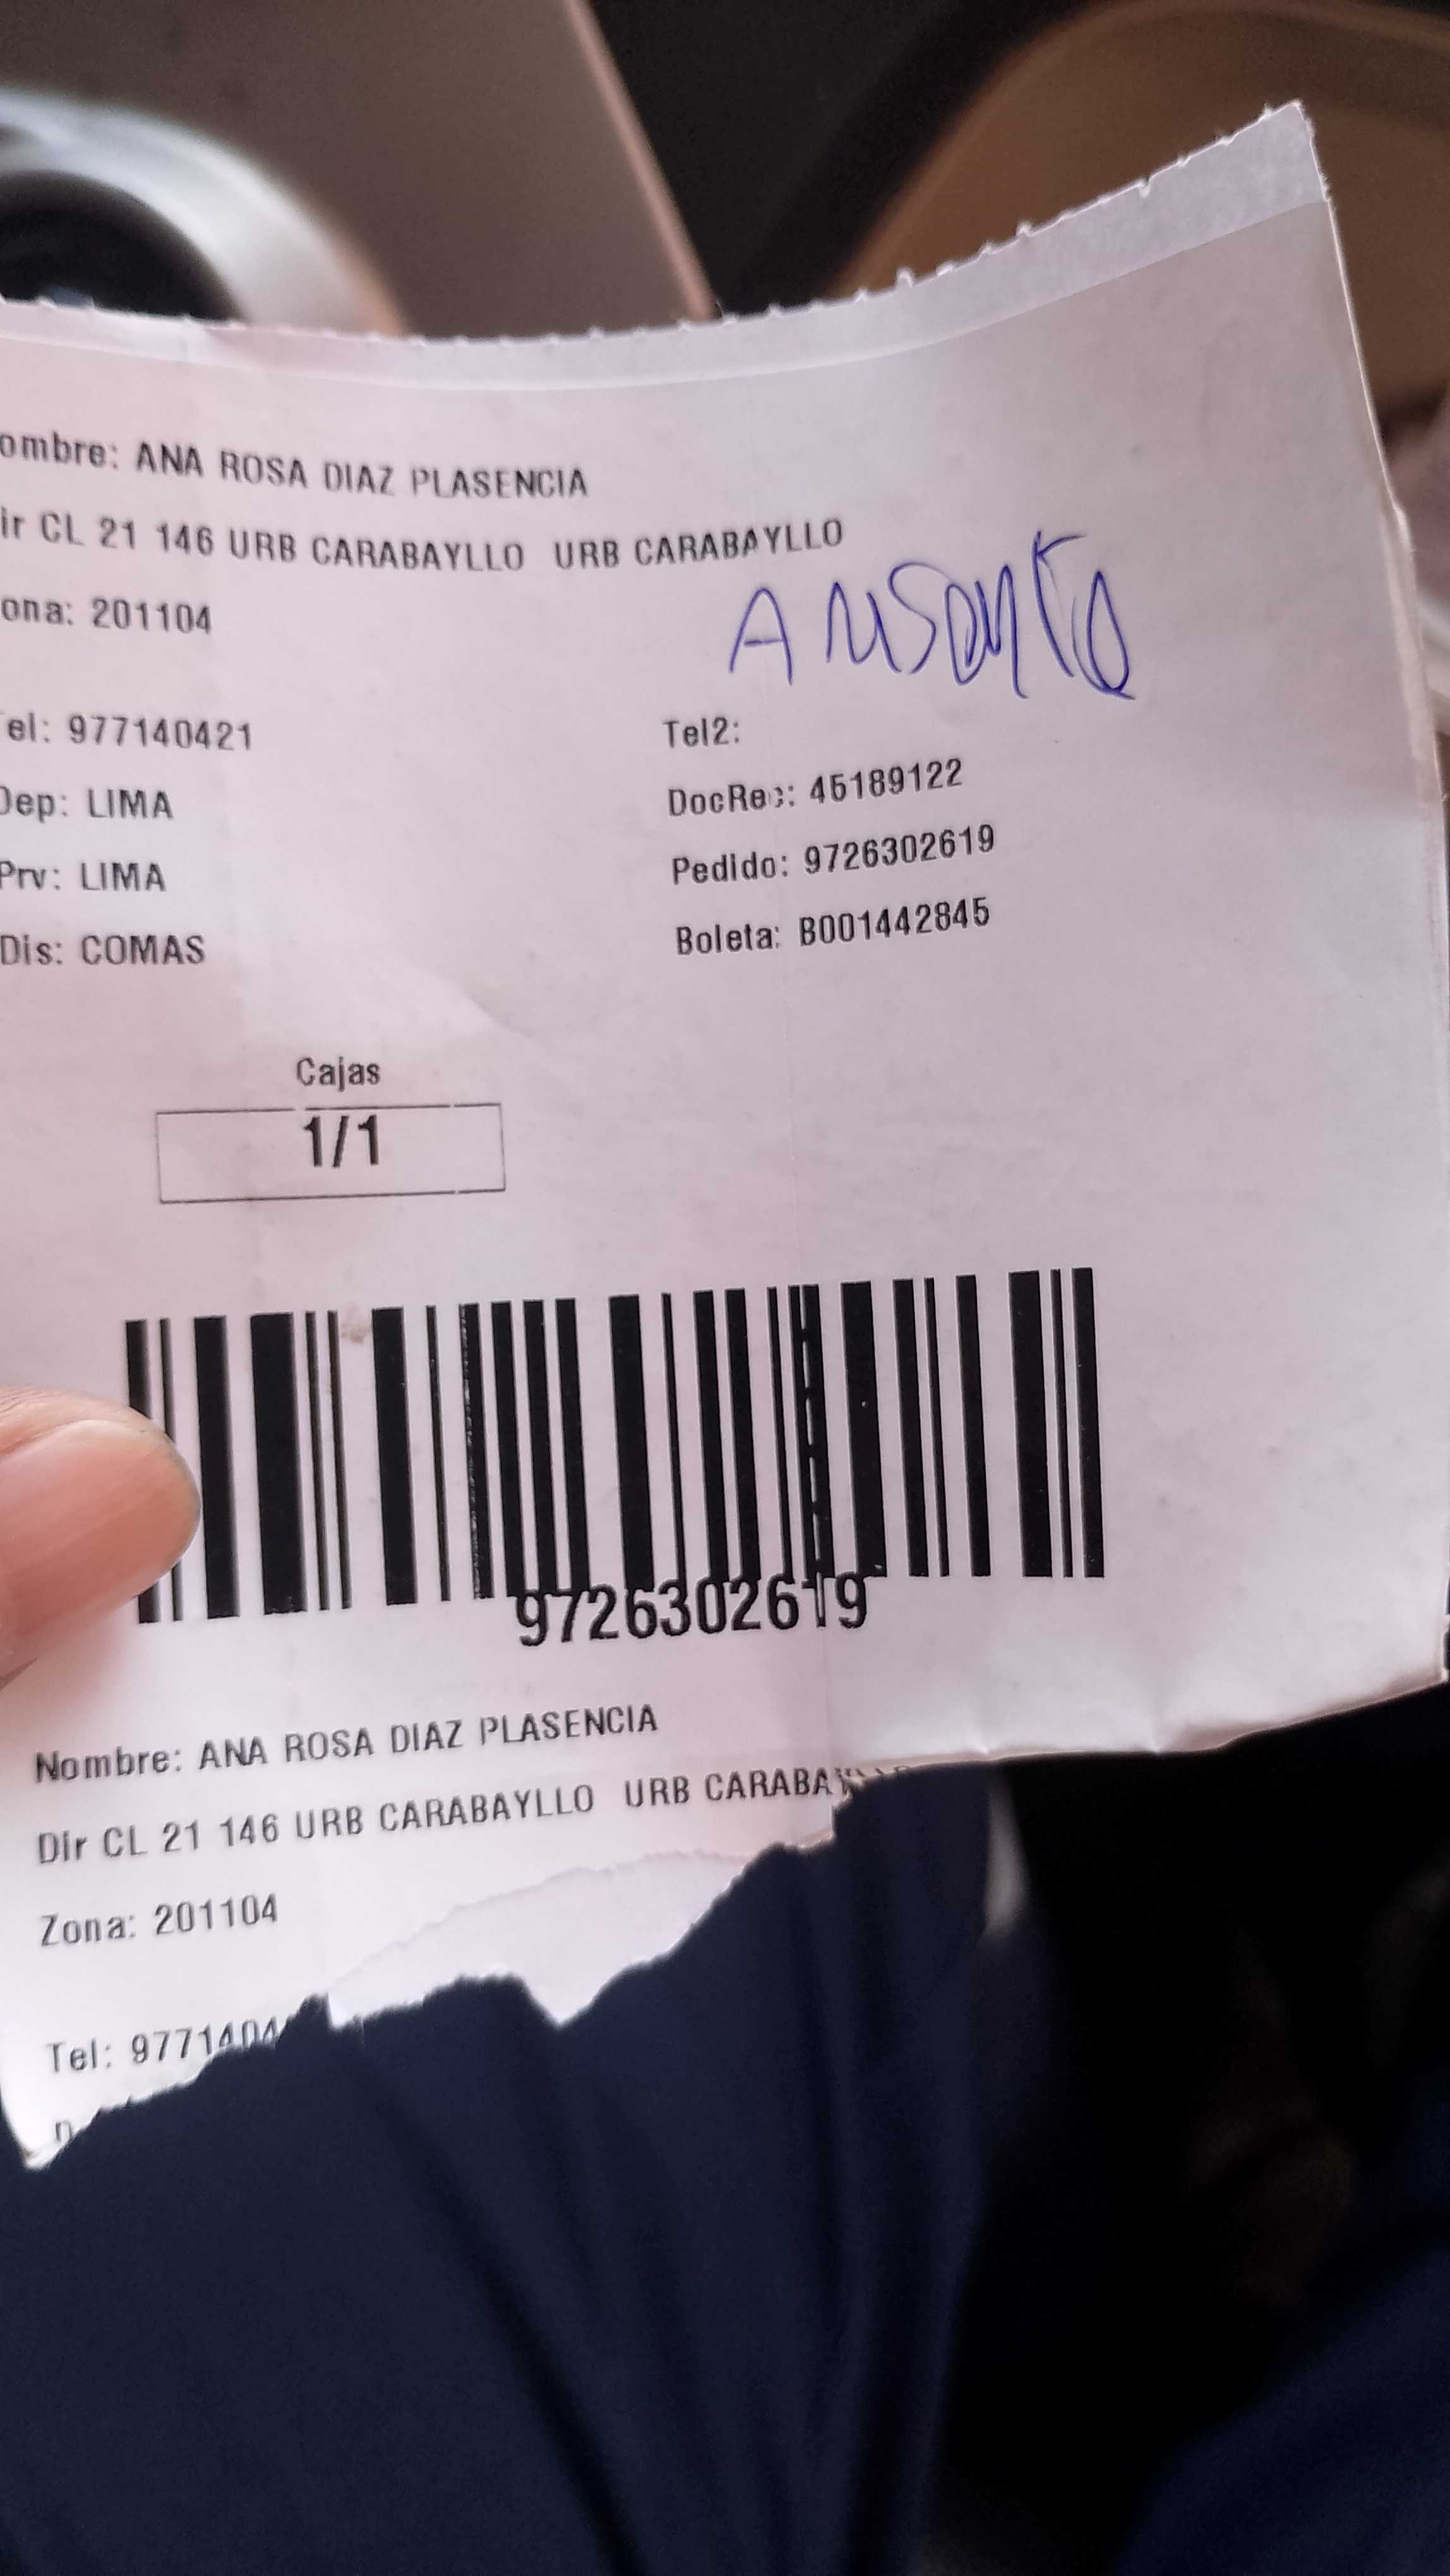 ombre: ANA ROSA DIAZ PLASENCIA
ir CL 21 146 URB CARABAYLLO URB CARABAYLLO
ona: 201104
el: 977140421
Tel2:
Dep: LIMA
DocRec: 45189122
Prv: LIMA
Pedido: 9726302619
Dis: COMAS
Boleta: B001442845
Cajas
1/1
9726302619
Nombre: ANA ROSA DIAZ PLASENCIA
Dir CL 21 146 URB CARABAYLLO URB CARABAY
Zona: 201104
Tel: 9771404